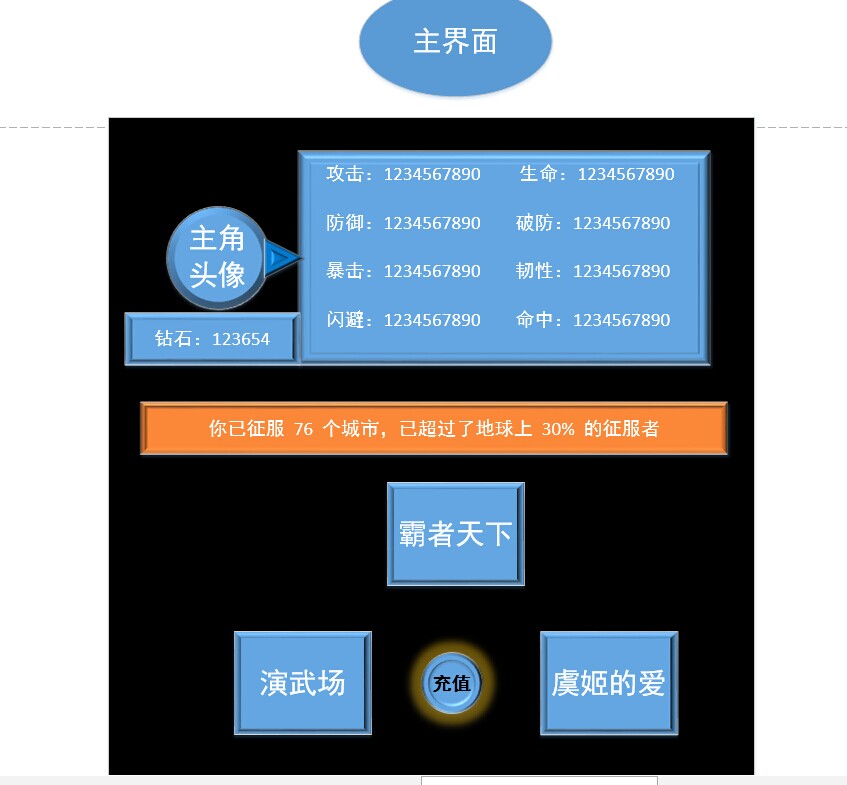 主界面
攻击：1234567890 生命：1234567890
防御：1234567890 破防：1234567890
暴击：1234567890 韧性：1234567890
闪避：1234567890 命中：1234567890
主角
头像
钻石：123654
你已征服 76 个城市，已超过了地球上 30% 的征服者
霸者天下
演武场
充值
虞姬的爱